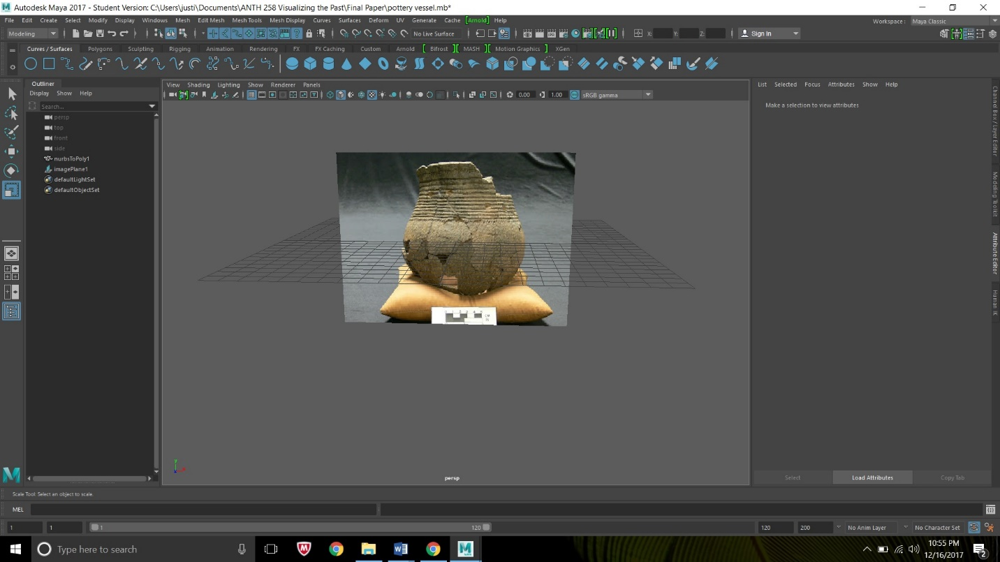 Autodesk Maya 2017 - Student Version: C:\Users\justi\Documents\ANTH 258 Visualizing the Past\Final Paper\pottery vessel.mb*
File Edit Create Select Modify Display Windows Mesh Edit Mesh Mesh Tools Mesh Display Curves Surfaces Deform UV Generate Cache [Arnold] Help
Workspace : Maya Classic
Modeling
No Live Surface
X: Y: Z:
Sign In
Curves / Surfaces Polygons Sculpting Rigging Animation Rendering FX FX Caching Custom Arnold [ Bifrost ][ MASH ][ Motion Graphics ] XGen
Outliner
Display Show Help
Search...
persp
top
front
side
nurbsToPoly1
imagePlane1
defaultLightSet
defaultObjectSet
View Shading Lighting Show Renderer Panels
0.00 1.00 sRGB gamma
CM
persp
List Selected Focus Attributes Show Help
Make a selection to view attributes
Select Load Attributes Copy Tab
Channel Box / Layer Editor
Modeling Toolkit
Attribute Editor
Human IK
Scale Tool: Select an object to scale.
MEL
1 1 1 120 120 200 No Anim Layer No Character Set
Type here to search
10:55 PM
12/16/2017
2